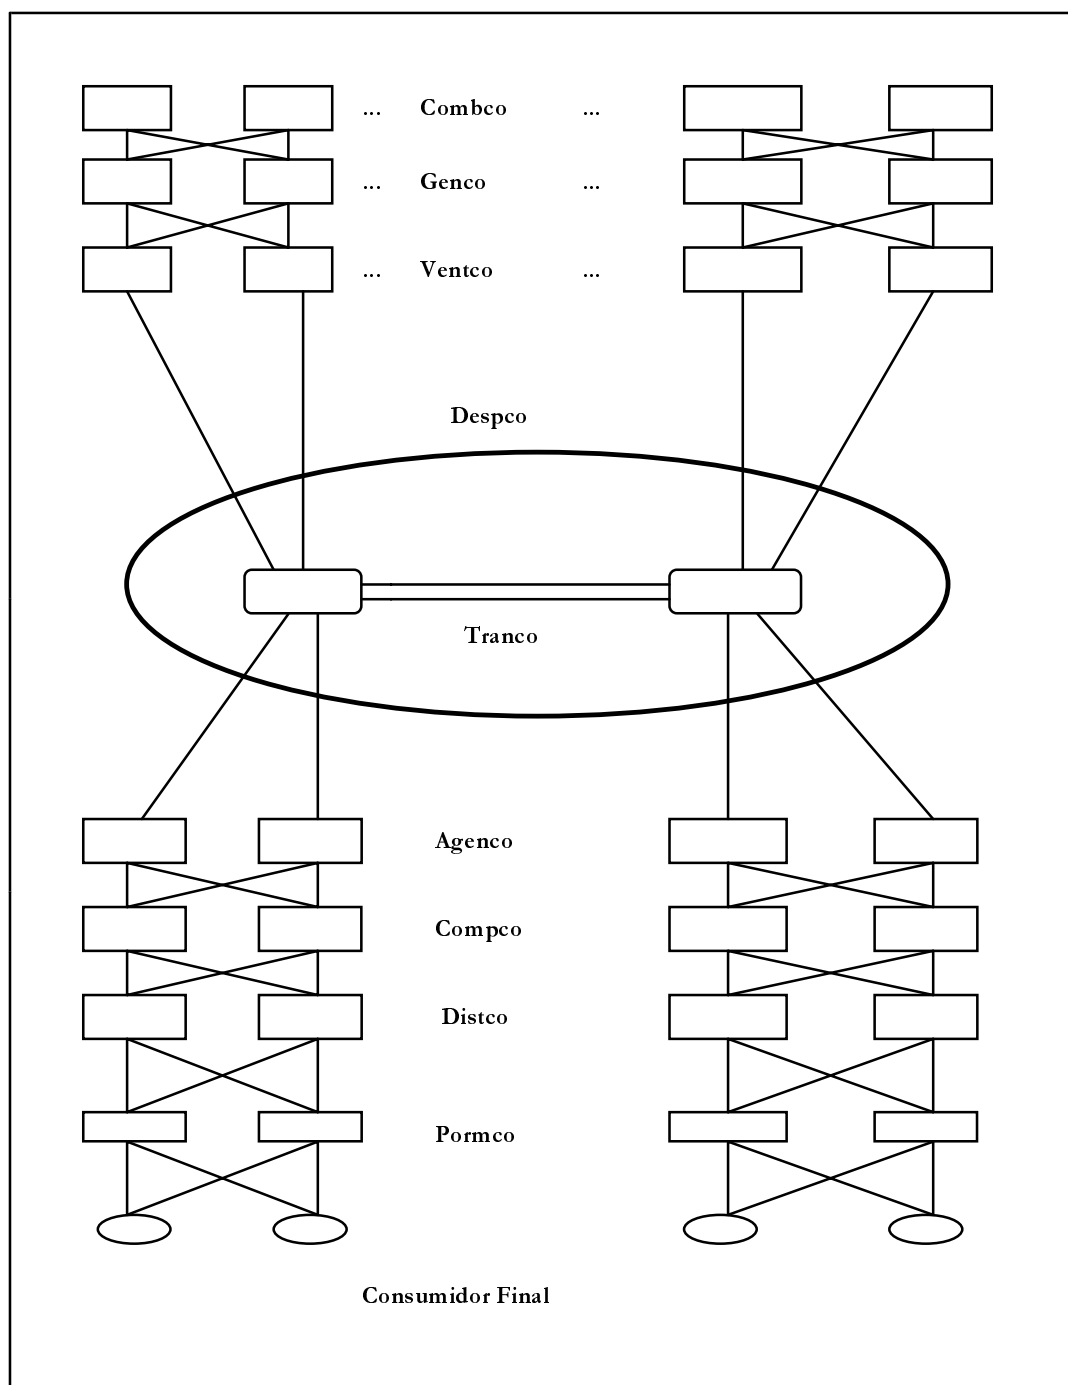 ... Combco ...
... Genco ...
... Ventco ...
Despco
Tranco
Agenco
Compco
Distco
Pormco
Consumidor Final